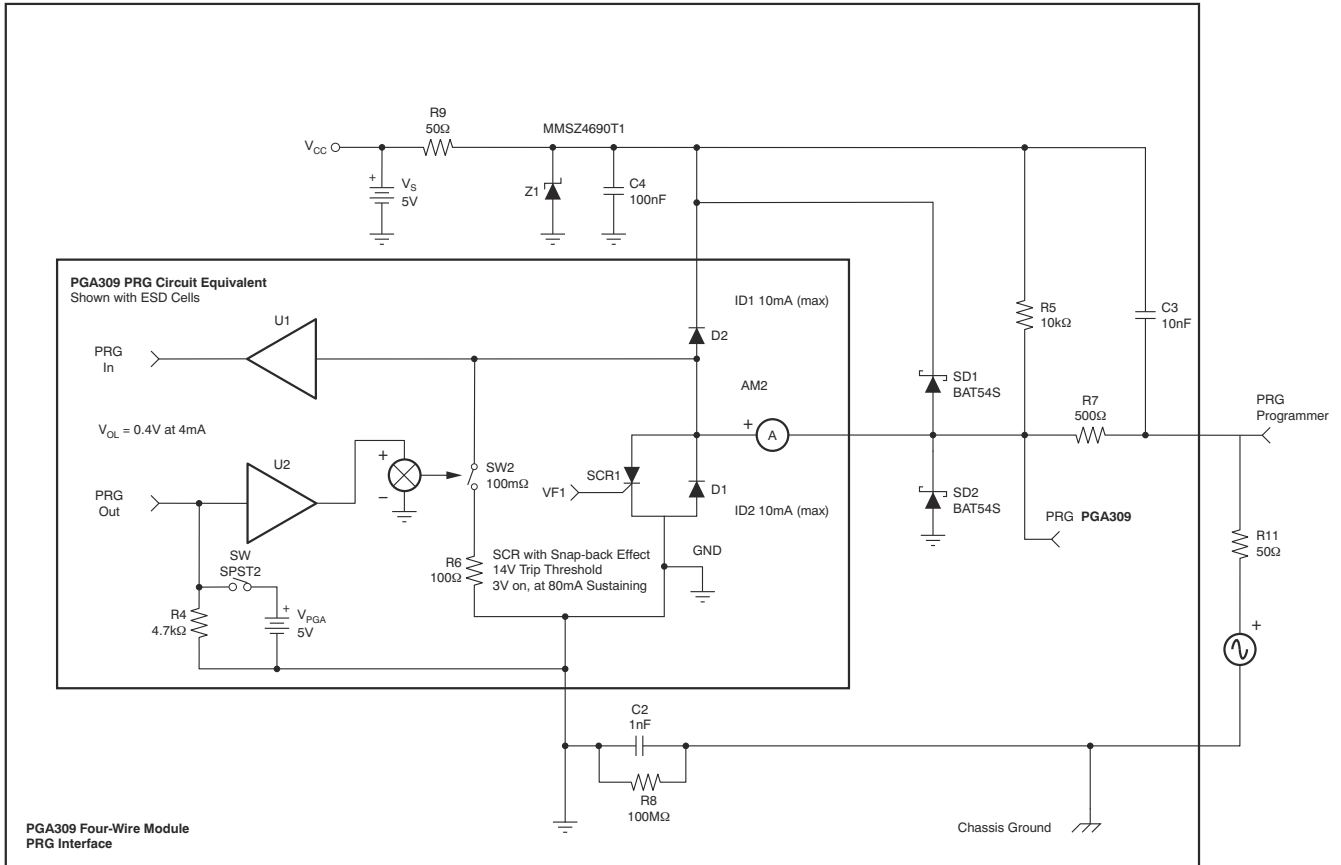 R9
50Ω
MMSZ4690T1
VCC
+
VS
5V
Z1
C4
100nF
PGA309 PRG Circuit Equivalent
Shown with ESD Cells
ID1 10mA (max)
R5
10kΩ
C3
10nF
U1
D2
PRG
In
AM2
SD1
BAT54S
R7
500Ω
PRG
Programmer
VOL = 0.4V at 4mA
+
A
U2
+
−
SW2
100mΩ
SCR1
VF1
D1
SD2
BAT54S
PRG
Out
ID2 10mA (max)
PRG PGA309
R11
50Ω
SW
SPST2
R6
100Ω
SCR with Snap-back Effect
14V Trip Threshold
3V on, at 80mA Sustaining
GND
R4
4.7kΩ
+
VPGA
5V
+
C2
1nF
R8
100MΩ
Chassis Ground
PGA309 Four-Wire Module
PRG Interface